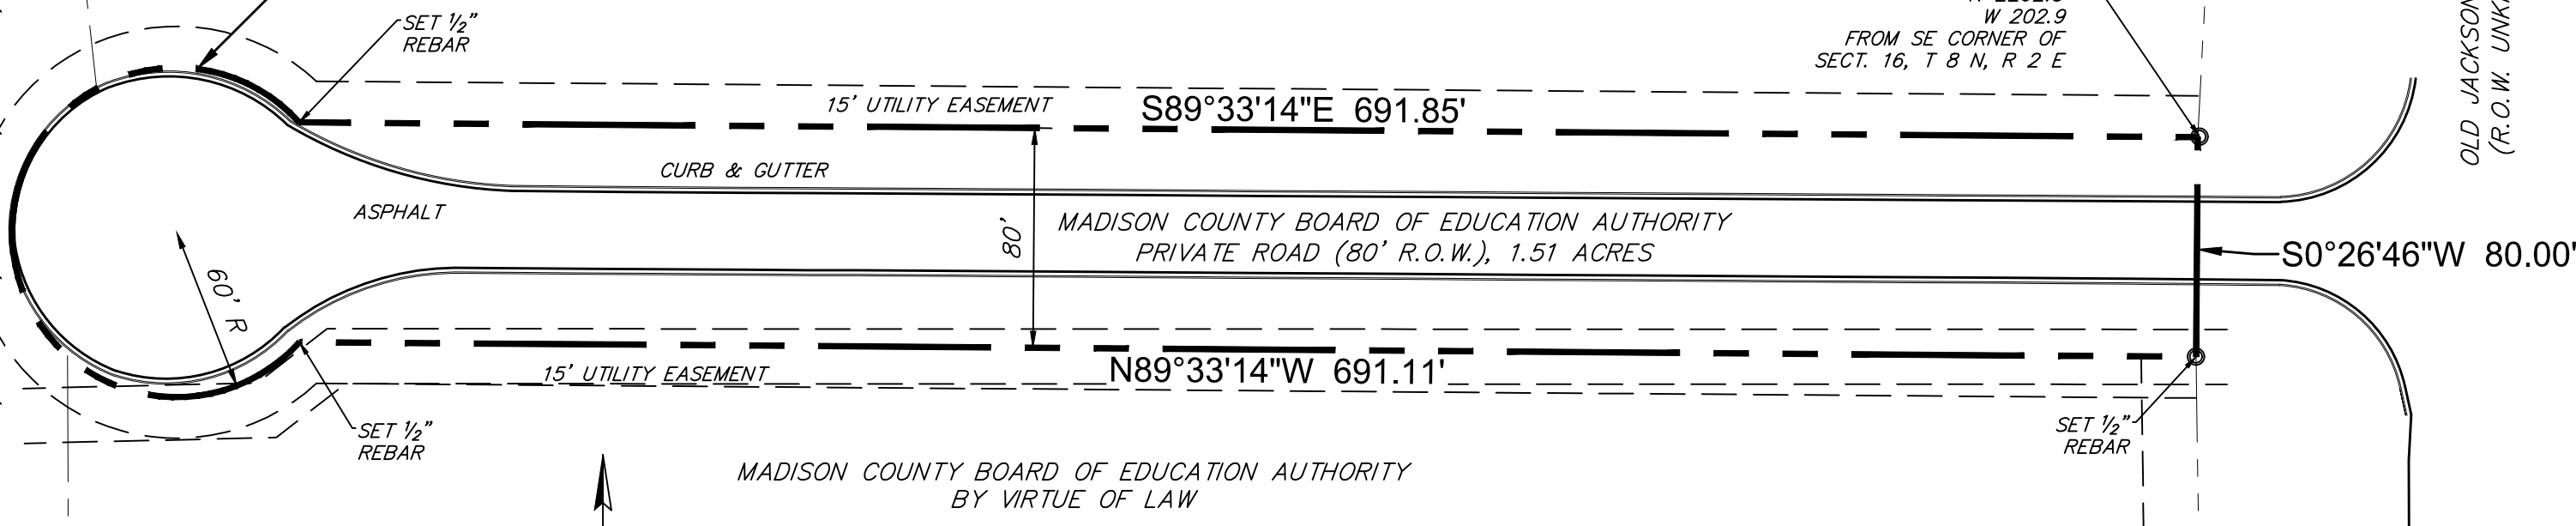 SET 1/2"
REBAR
W 202.9
FROM SE CORNER OF
SECT. 16, T 8 N, R 2 E
OLD JACKSON
(R.O.W.
15' UTILITY EASEMENT
S89°33'14"E 691.85'
CURB & GUTTER
ASPHALT
80'
MADISON COUNTY BOARD OF EDUCATION AUTHORITY
PRIVATE ROAD (80' R.O.W.), 1.51 ACRES
S0°26'46"W 80.00'
60' R
15' UTILITY EASEMENT
N89°33'14"W 691.11'
SET 1/2"
REBAR
SET 1/2"
REBAR
MADISON COUNTY BOARD OF EDUCATION AUTHORITY
BY VIRTUE OF LAW